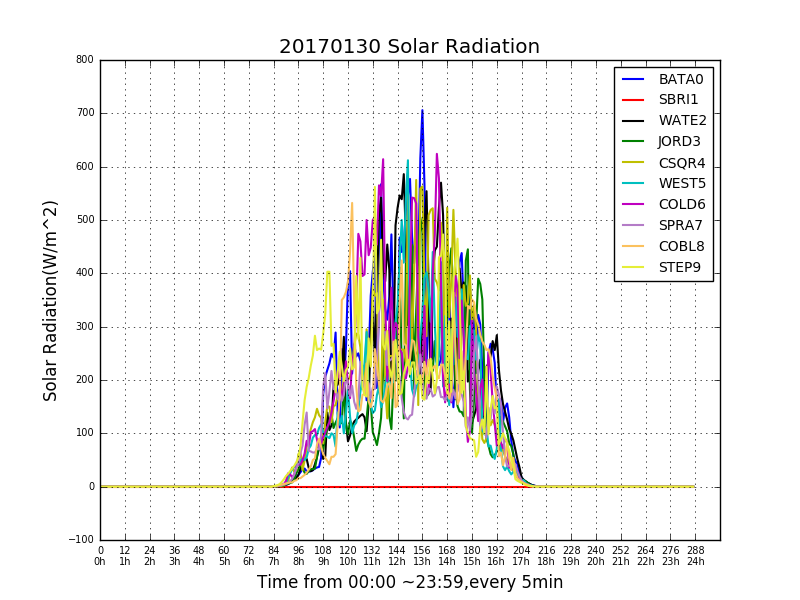 20170130 Solar Radiation
800
700
600
500
400
300
200
100
0
−100
Solar Radiation(W/m^2)
BATA0
SBRI1
WATE2
JORD3
CSQR4
WEST5
COLD6
SPRA7
COBL8
STEP9
0 12 24 36 48 60 72 84 96 108 120 132 144 156 168 180 192 204 216 228 240 252 264 276 288
0h 1h 2h 3h 4h 5h 6h 7h 8h 9h 10h 11h 12h 13h 14h 15h 16h 17h 18h 19h 20h 21h 22h 23h 24h
Time from 00:00 ~23:59,every 5min